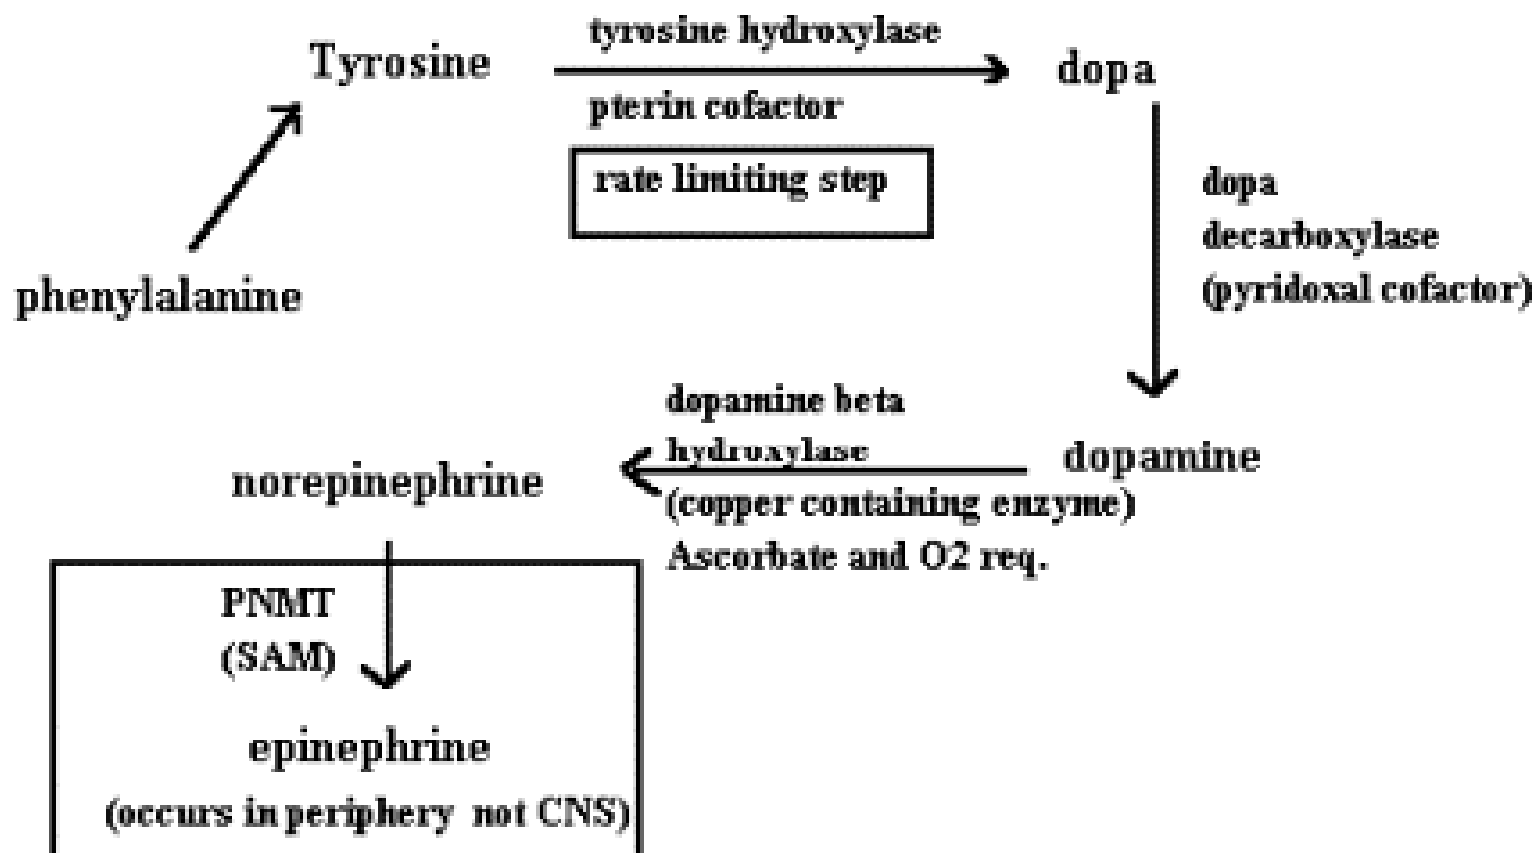 tyrosine hydroxylase
Tyrosine
dopa
pterin cofactor
rate limiting step
dopa
decarboxylase
(pyridoxal cofactor)
phenylalanine
dopamine beta
hydroxylase
dopamine
norepinephrine
(copper containing enzyme)
Ascorbate and O2 req.
PNMT
(SAM)
epinephrine
(occurs in periphery not CNS)